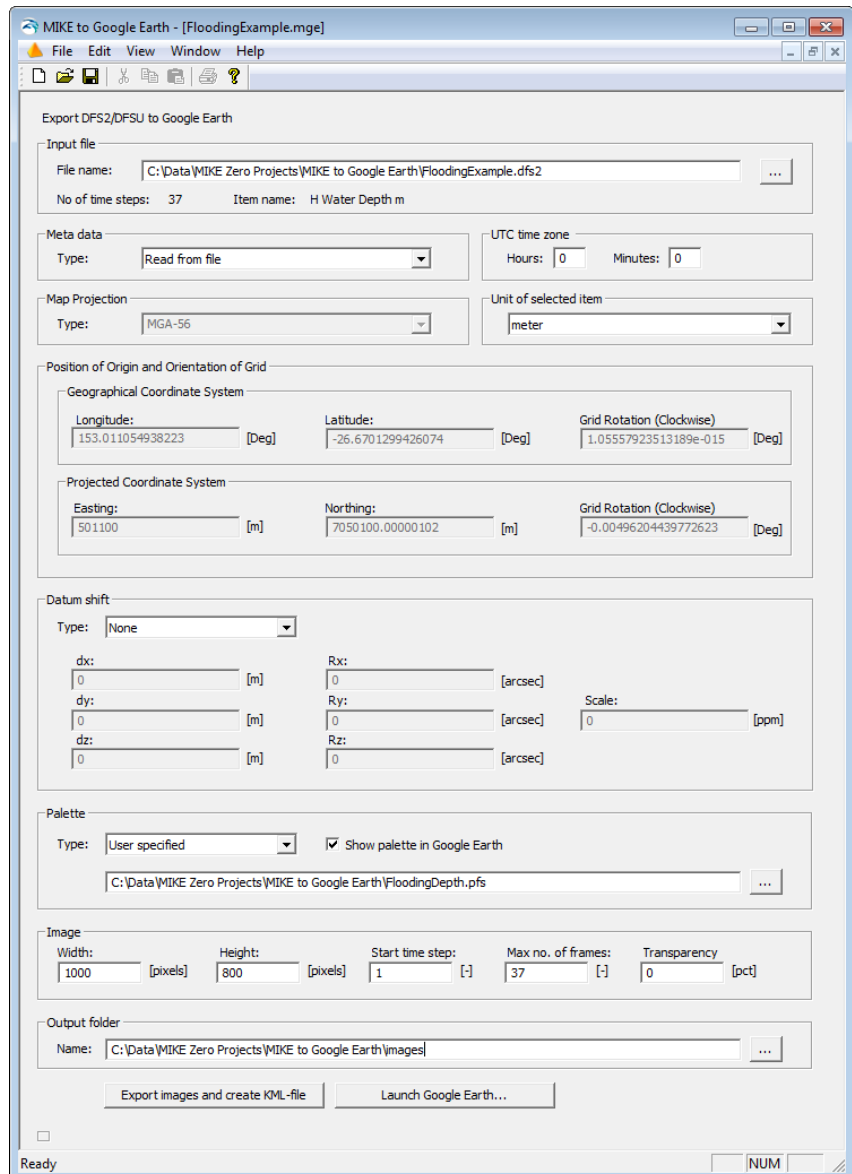 MIKE to Google Earth - [FloodingExample.mge]
File Edit View Window Help
Export DFS2/DFSU to Google Earth
Input file
File name: C:\Data\MIKE Zero Projects\MIKE to Google Earth\FloodingExample.dfs2 ...
No of time steps: 37 Item name: H Water Depth m
Meta data UTC time zone
Type: Read from file Hours: 0 Minutes: 0
Map Projection Unit of selected item
Type: MGA-56 meter
Position of Origin and Orientation of Grid
Geographical Coordinate System
Longitude: Latitude: Grid Rotation (Clockwise)
153.011054938223 [Deg] -26.6701299426074 [Deg] 1.05557923513189e-015 [Deg]
Projected Coordinate System
Easting: Northing: Grid Rotation (Clockwise)
501100 [m] 7050100.00000102 [m] -0.00496204439772623 [Deg]
Datum shift
Type: None
dx: Rx:
0 [m] 0 [arcsec]
dy: Ry: Scale:
0 [m] 0 [arcsec] 0 [ppm]
dz: Rz:
0 [m] 0 [arcsec]
Palette
Type: User specified Show palette in Google Earth
C:\Data\MIKE Zero Projects\MIKE to Google Earth\FloodingDepth.pfs ...
Image
Width: Height: Start time step: Max no. of frames: Transparency
1000 [pixels] 800 [pixels] 1 [-] 37 [-] 0 [pct]
Output folder
Name: C:\Data\MIKE Zero Projects\MIKE to Google Earth\images ...
Export images and create KML-file Launch Google Earth...
Ready NUM